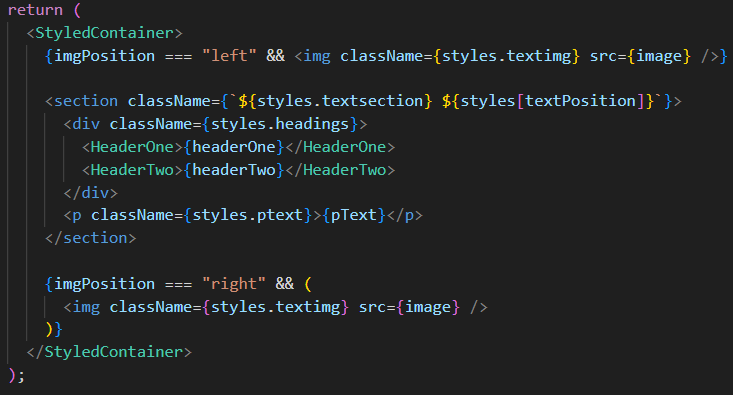 return (
<StyledContainer>
{imgPosition === "left" && <img className={styles.textimg} src={image} />}
<section className={`${styles.textsection} ${styles[textPosition]}`}>
<div className={styles.headings}>
<HeaderOne>{headerOne}</HeaderOne>
<HeaderTwo>{headerTwo}</HeaderTwo>
</div>
<p className={styles.ptext}>{pText}</p>
</section>
{imgPosition === "right" && (
<img className={styles.textimg} src={image} />
)}
</StyledContainer>
);